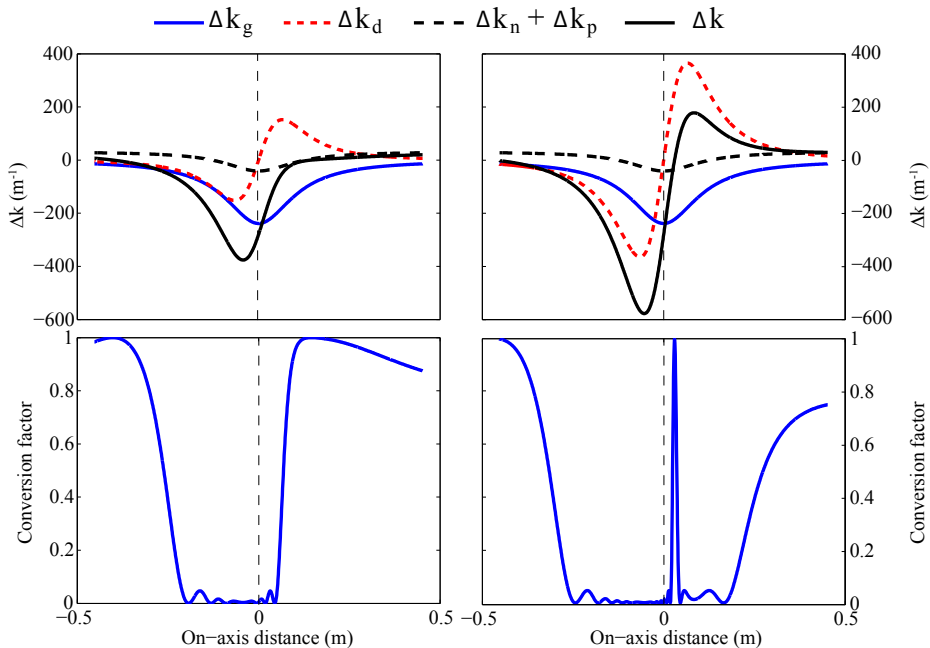 Δk_g Δk_d Δk_n + Δk_p Δk
400
200
0
−200
−400
−600
Δk (m⁻¹)
400
200
0
−200
−400
−600
Δk (m⁻¹)
1
0.8
0.6
0.4
0.2
0
Conversion factor
−0.5 0 0.5
On−axis distance (m)
1
0.8
0.6
0.4
0.2
0
Conversion factor
−0.5 0 0.5
On−axis distance (m)